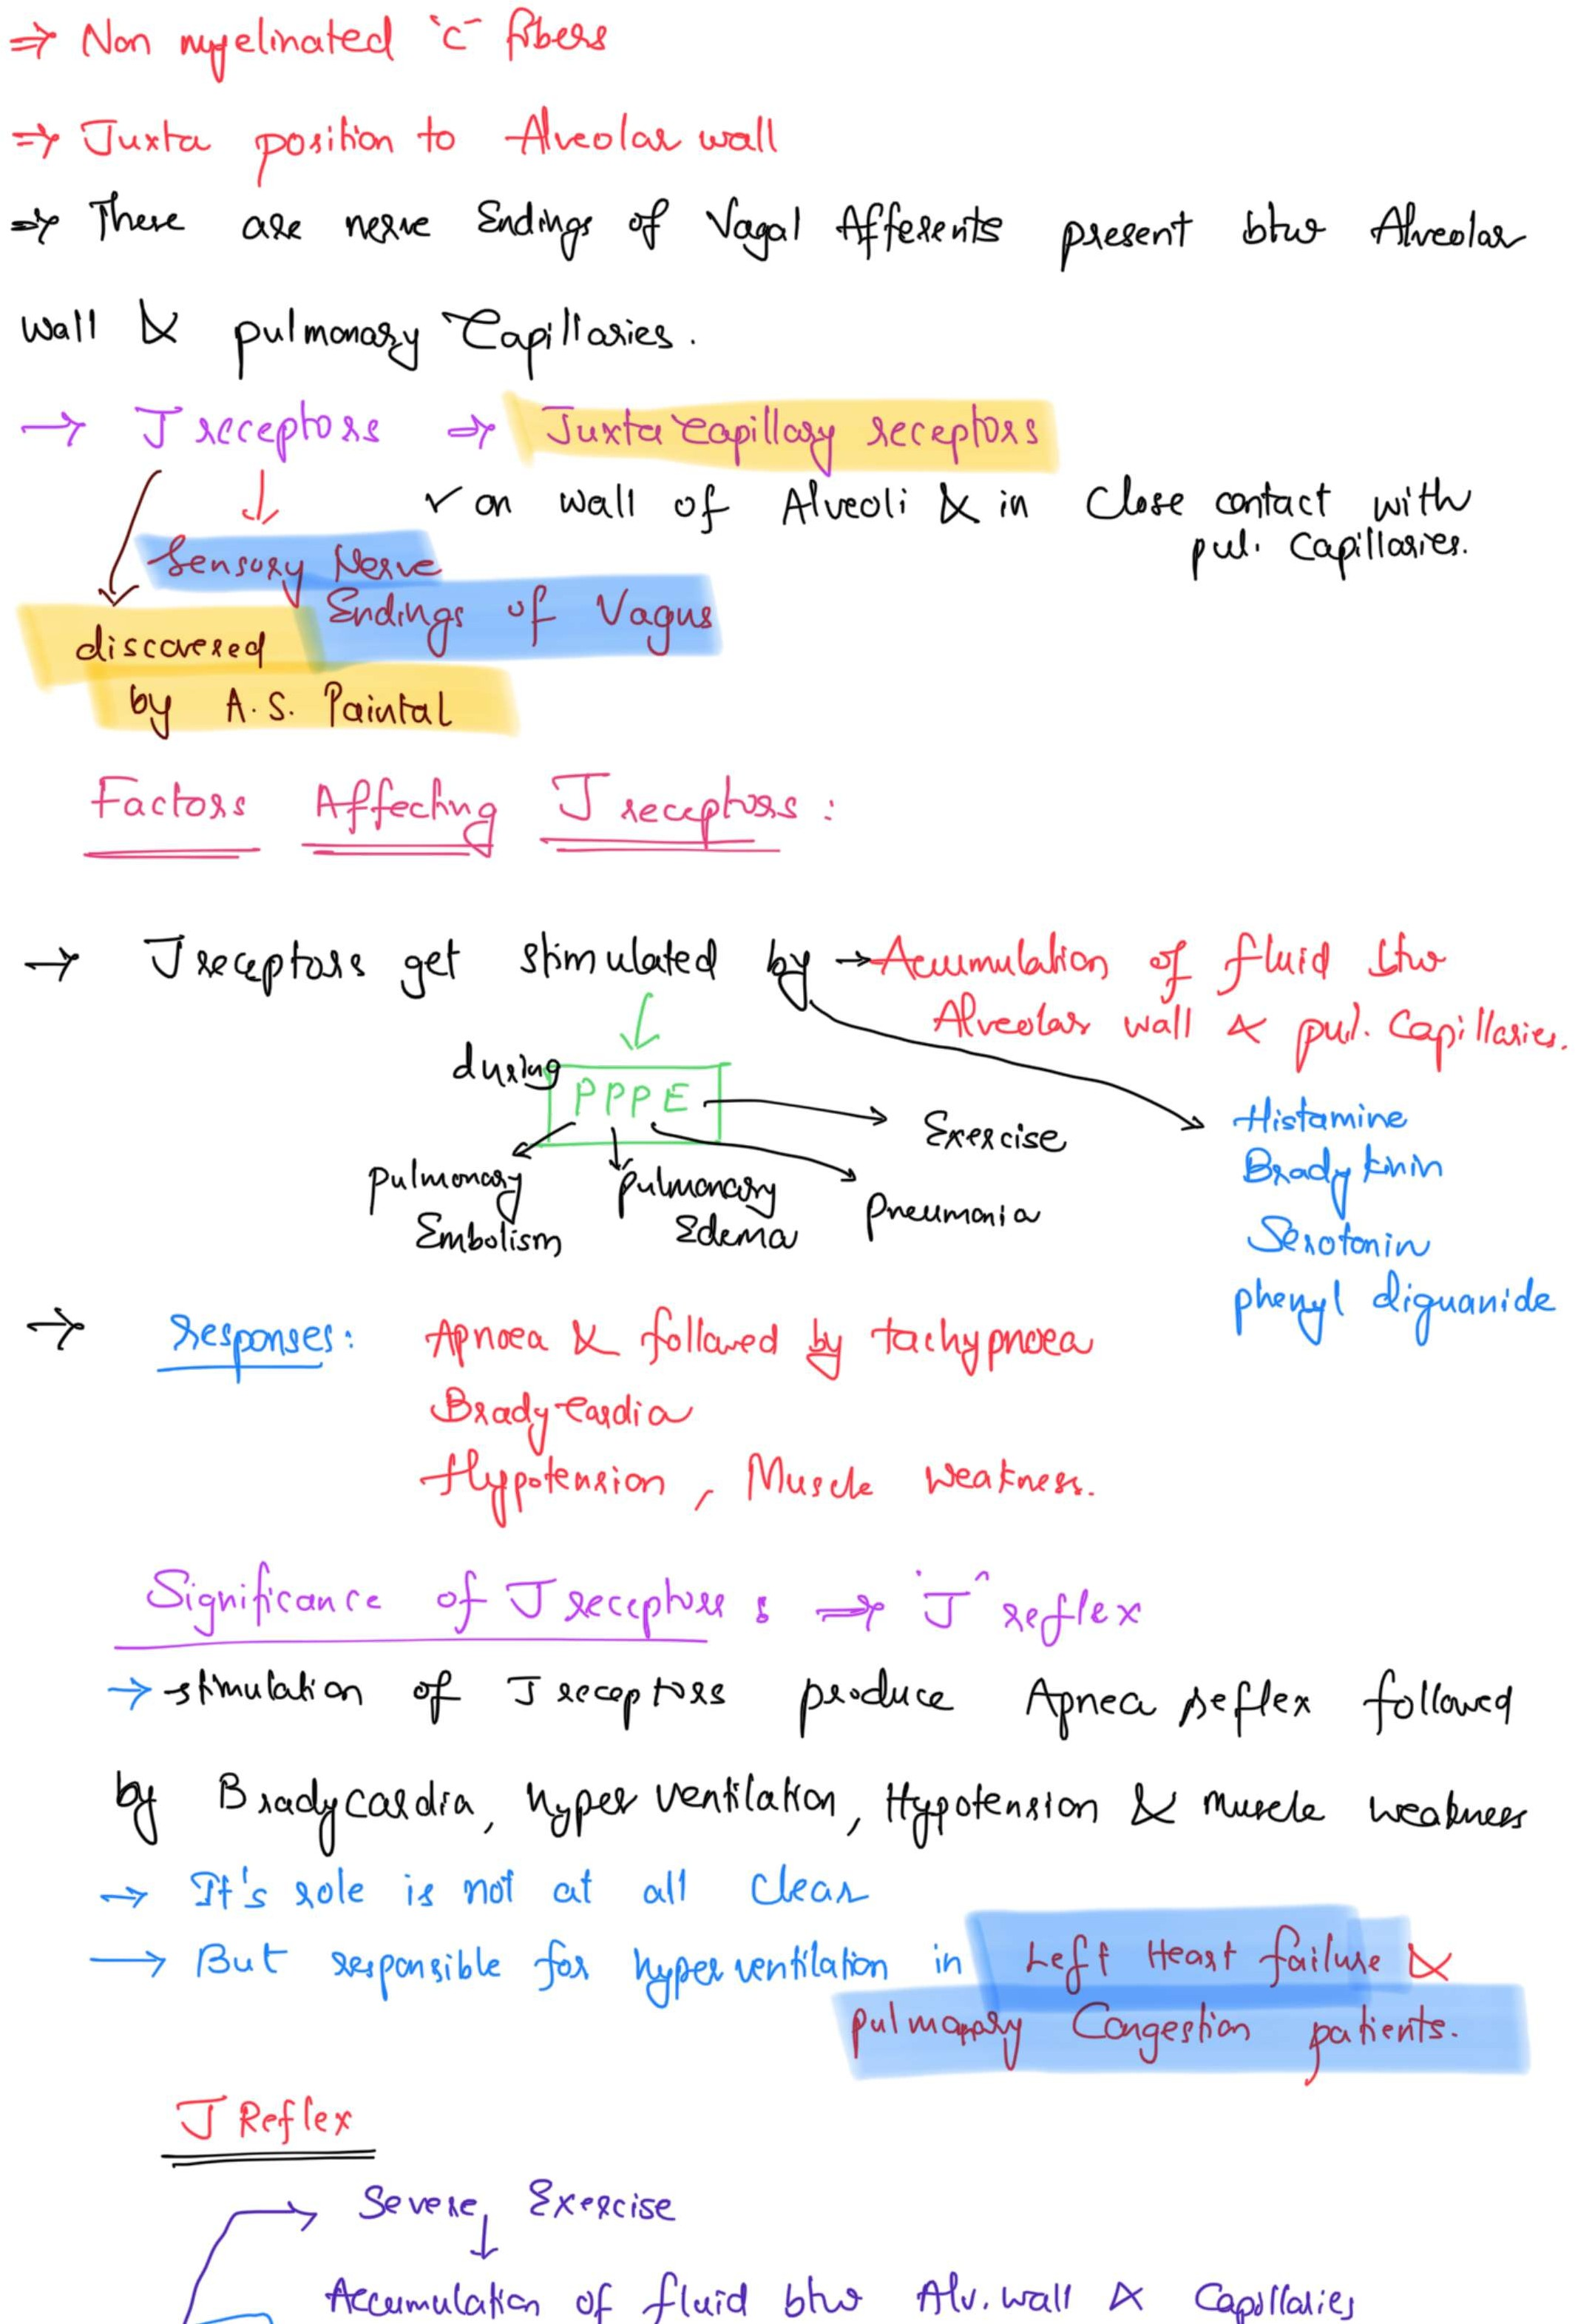 ⇒ Non myelinated "c" fibers
⇒ Juxta position to Alveolar wall
⇒ There are nerve Endings of Vagal Afferents present btw Alveolar
wall & pulmonary Capillaries.
→ J receptors ⇒ Juxta Capillary receptors
✓ on wall of Alveoli & in Close contact with
pul. Capillaries.
Sensory Nerve
Endings of Vagus
discovered
by A.S. Paintal
Factors Affecting J receptors :
→ J receptors get stimulated by → Accumulation of fluid btw
Alveolar wall & pul. Capillaries.
during
PPPE
Exercise
Pulmonary
Embolism
pulmonary
Edema
Pneumonia
Histamine
Bradykinin
Serotonin
phenyl diguanide
→ Responses: Apnoea & followed by tachypnoea
Bradycardia
Hypotension, Muscle Weakness.
Significance of J receptors ⇒ "J" reflex
→ stimulation of J receptors produce Apnea reflex followed
by Bradycardia, hyper ventilation, Hypotension & muscle weakness
→ It's role is not at all Clear
→ But responsible for hyper ventilation in Left Heart failure &
pulmonary Congestion patients.
J Reflex
→ Severe Exercise
↓
Accumulation of fluid btw Alv. wall & Capillaries